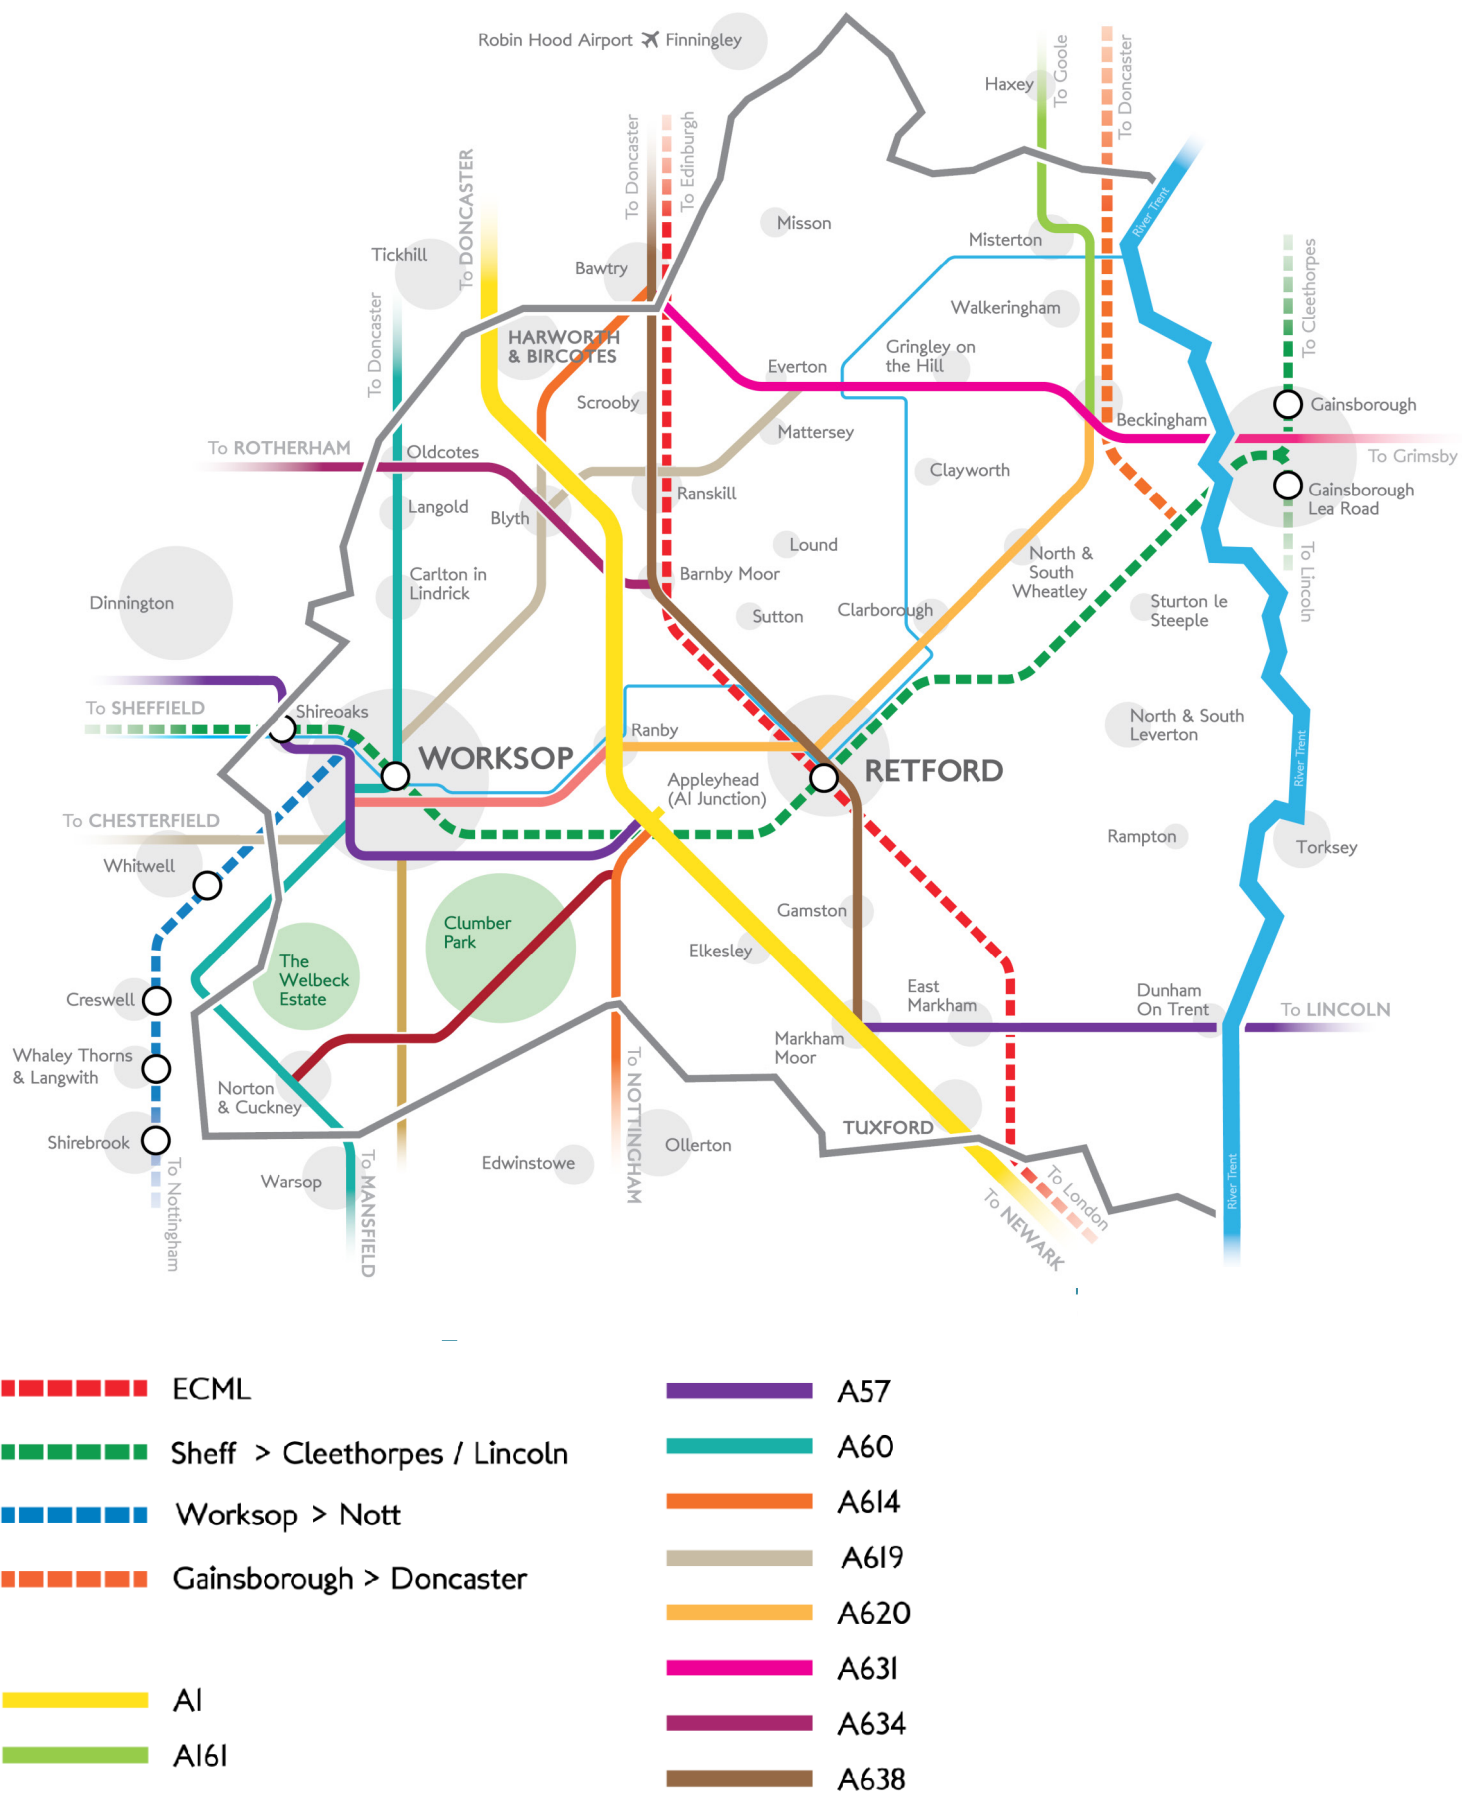 Robin Hood Airport Finningley
Haxey
To Goole
To Doncaster
To Doncaster
To Edinburgh
To DONCASTER
River Trent
Misson
Misterton
Tickhill
Bawtry
To Doncaster
To Cleethorpes
Walkeringham
HARWORTH
& BIRCOTES
Gringley on
the Hill
Everton
Scrooby
Gainsborough
Beckingham
Mattersey
To ROTHERHAM
Oldcotes
To Grimsby
Clayworth
Ranskill
Gainsborough
Lea Road
Langold
Blyth
Lound
North &
South
Wheatley
To Lincoln
Carlton in
Lindrick
Barnby Moor
Dinnington
Sutton
Clarborough
Sturton le
Steeple
To SHEFFIELD
Shireoaks
North & South
Leverton
Ranby
River Trent
WORKSOP
RETFORD
Appleyhead
(A1 Junction)
To CHESTERFIELD
Rampton
Torksey
Whitwell
Gamston
Clumber
Park
Elkesley
The
Welbeck
Estate
East
Markham
Dunham
On Trent
Creswell
To LINCOLN
Markham
Moor
Whaley Thorns
& Langwith
Norton
& Cuckney
To NOTTINGHAM
TUXFORD
Shirebrook
Ollerton
Edwinstowe
Warsop
To Nottingham
To MANSFIELD
To London
To NEWARK
River Trent
ECML
Sheff > Cleethorpes / Lincoln
Worksop > Nott
Gainsborough > Doncaster
A1
A161
A57
A60
A614
A619
A620
A631
A634
A638